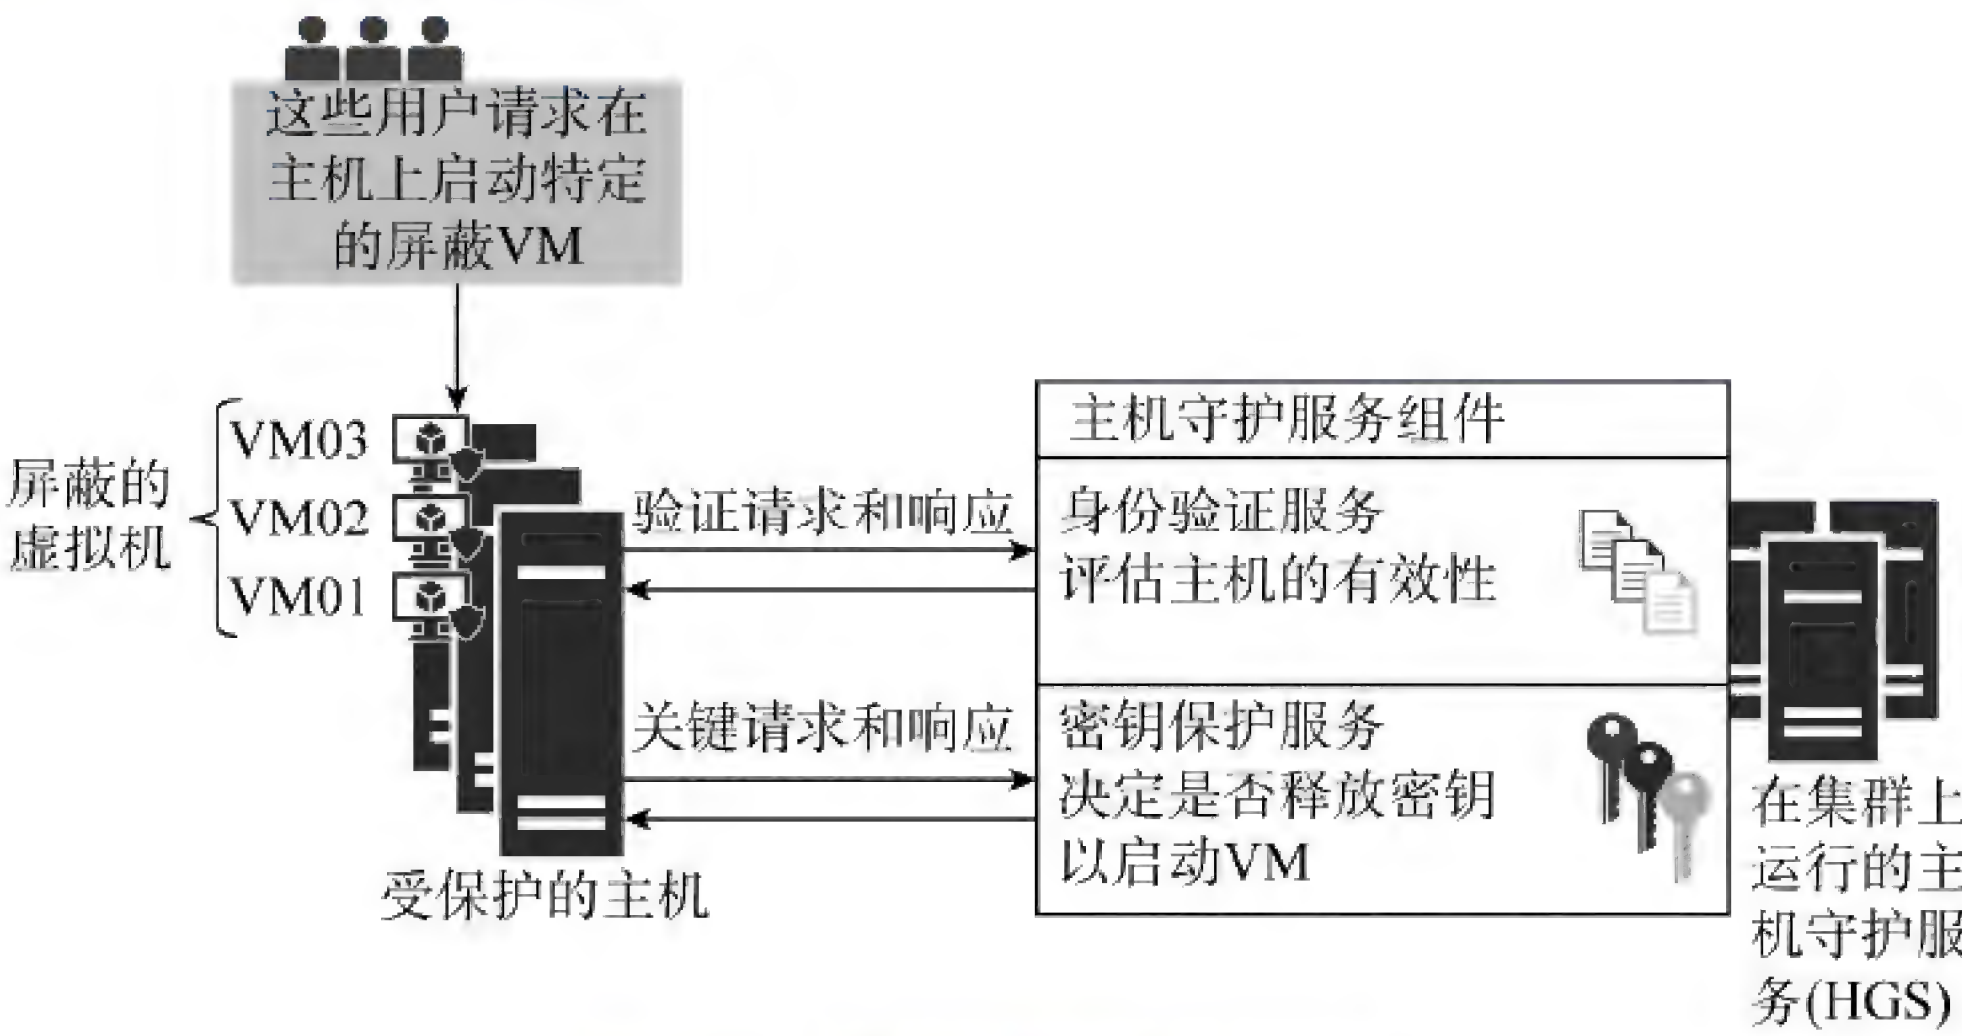 这些用户请求在
主机上启动特定
的屏蔽VM
屏蔽的
虚拟机
VM03
VM02
VM01
受保护的主机
验证请求和响应
关键请求和响应
主机守护服务组件
身份验证服务
评估主机的有效性
密钥保护服务
决定是否释放密钥
以启动VM
在集群上
运行的主
机守护服
务(HGS)